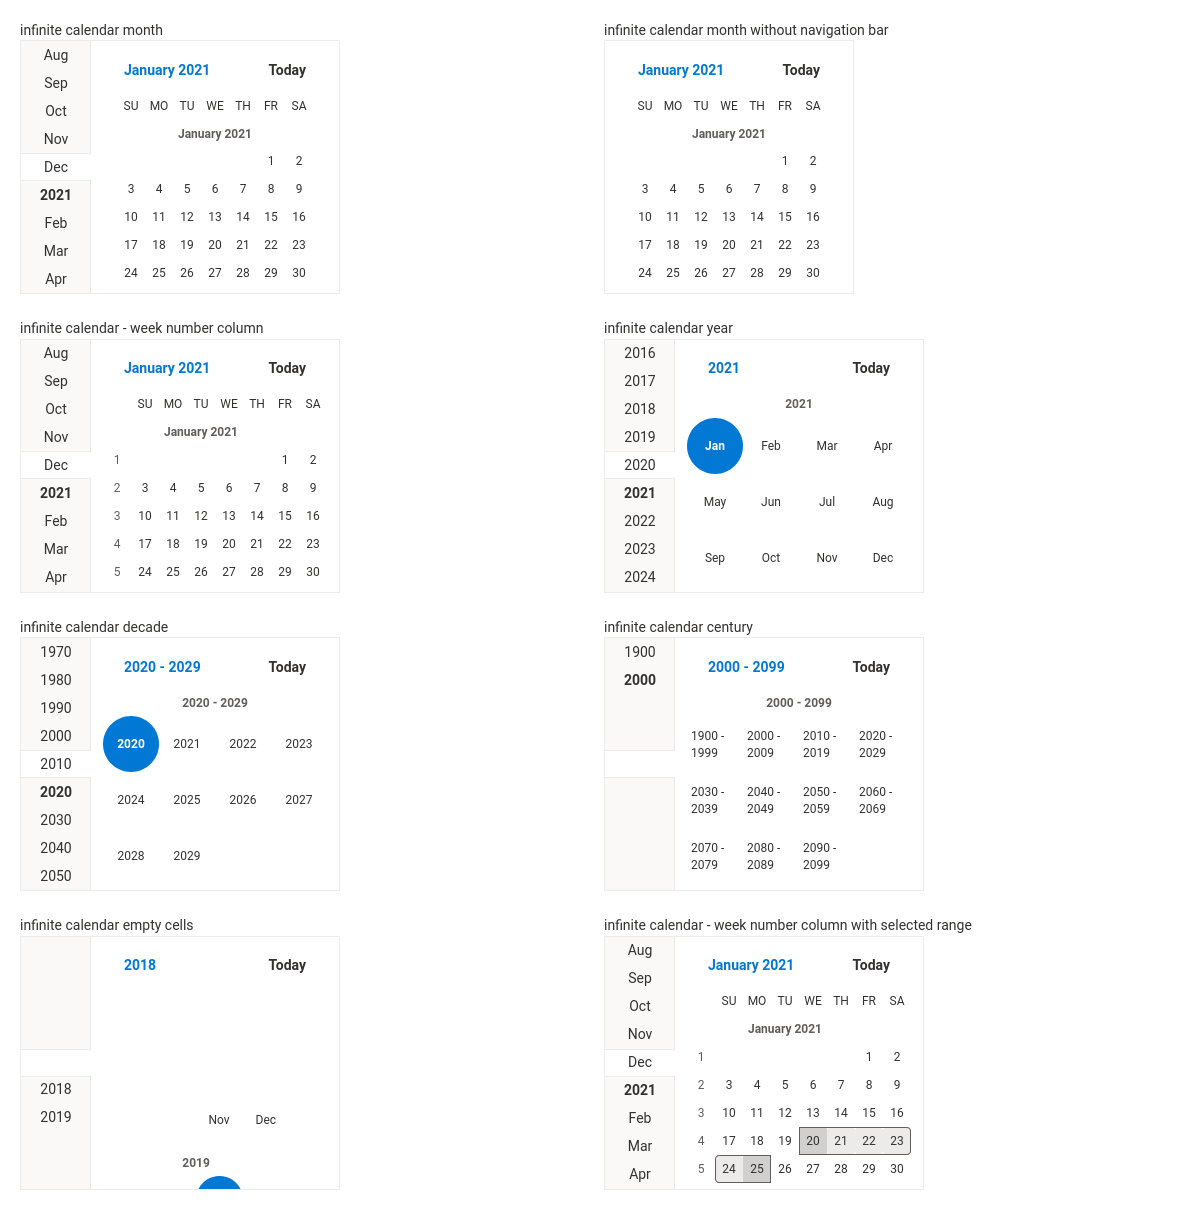 infinite calendar month
Aug
Sep
Oct
Nov
Dec
2021
Feb
Mar
Apr
January 2021 Today
SU MO TU WE TH FR SA
January 2021
1 2
3 4 5 6 7 8 9
10 11 12 13 14 15 16
17 18 19 20 21 22 23
24 25 26 27 28 29 30
infinite calendar month without navigation bar
January 2021 Today
SU MO TU WE TH FR SA
January 2021
1 2
3 4 5 6 7 8 9
10 11 12 13 14 15 16
17 18 19 20 21 22 23
24 25 26 27 28 29 30
infinite calendar - week number column
Aug
Sep
Oct
Nov
Dec
2021
Feb
Mar
Apr
January 2021 Today
SU MO TU WE TH FR SA
January 2021
1 1 2
2 3 4 5 6 7 8 9
3 10 11 12 13 14 15 16
4 17 18 19 20 21 22 23
5 24 25 26 27 28 29 30
infinite calendar year
2016
2017
2018
2019
2020
2021
2022
2023
2024
2021 Today
2021
Jan Feb Mar Apr
May Jun Jul Aug
Sep Oct Nov Dec
infinite calendar decade
1970
1980
1990
2000
2010
2020
2030
2040
2050
2020 - 2029 Today
2020 - 2029
2020 2021 2022 2023
2024 2025 2026 2027
2028 2029
infinite calendar century
1900
2000
2000 - 2099 Today
2000 - 2099
1900 - 2000 - 2010 - 2020 -
1999 2009 2019 2029
2030 - 2040 - 2050 - 2060 -
2039 2049 2059 2069
2070 - 2080 - 2090 -
2079 2089 2099
infinite calendar empty cells
2018
2019
2018 Today
Nov Dec
2019
infinite calendar - week number column with selected range
Aug
Sep
Oct
Nov
Dec
2021
Feb
Mar
Apr
January 2021 Today
SU MO TU WE TH FR SA
January 2021
1 1 2
2 3 4 5 6 7 8 9
3 10 11 12 13 14 15 16
4 17 18 19 20 21 22 23
5 24 25 26 27 28 29 30